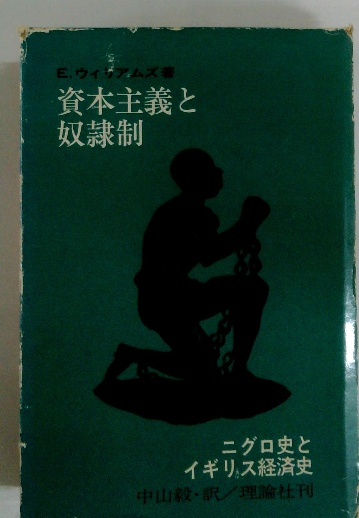 E.ウィリアムズ著
資本主義と
奴隷制
ニグロ史と
イギリス経済史
中山毅・訳／理論社刊